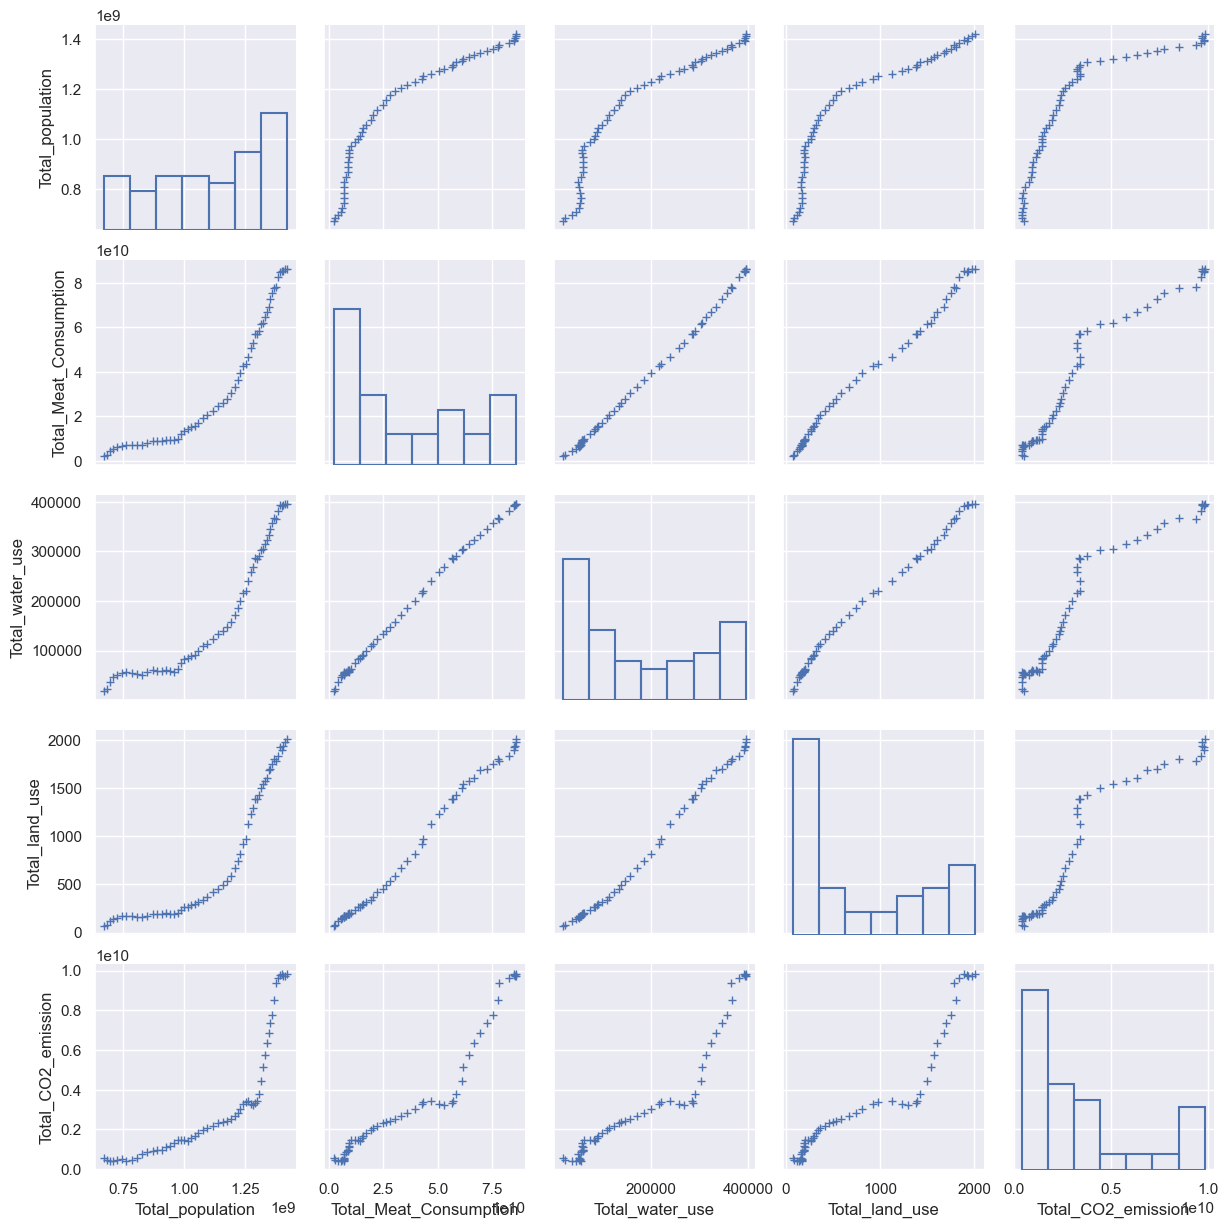 1e9
1.4
1.2
1.0
0.8
Total_population
1e10
8
6
4
2
0
Total_Meat_Consumption
400000
300000
200000
100000
Total_water_use
2000
1500
1000
500
0
Total_land_use
1e10
1.0
0.8
0.6
0.4
0.2
0.0
Total_CO2_emission
0.75 1.00 1.25
1e9
Total_population
0.0 2.5 5.0 7.5
1e10
Total_Meat_Consumption
200000 400000
Total_water_use
0 1000 2000
Total_land_use
0.0 0.5 1.0
1e10
Total_CO2_emission